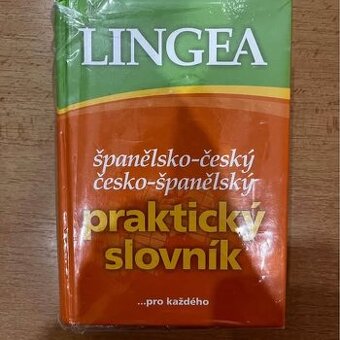 LINGEA
španělsko-český
česko-španělský
praktický
slovník
...pro každého